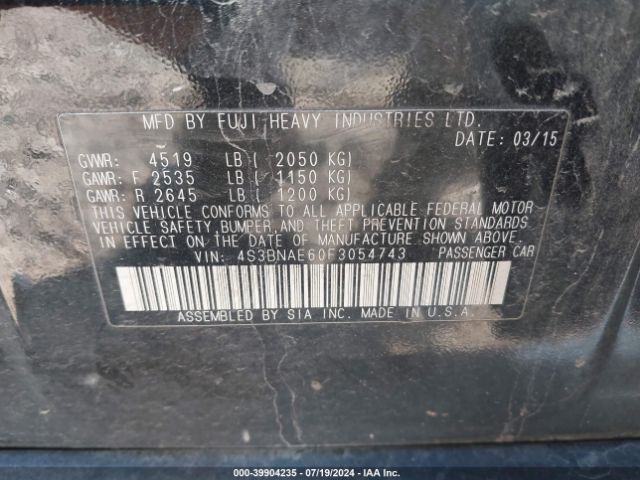 MFD BY FUJI HEAVY INDUSTRIES LTD.
DATE: 03/15
GVWR: 4519 LB ( 2050 KG)
GAWR: F 2535 LB ( 1150 KG)
GAWR: R 2645 LB ( 1200 KG)
THIS VEHICLE CONFORMS TO ALL APPLICABLE FEDERAL MOTOR
VEHICLE SAFETY, BUMPER, AND THEFT PREVENTION STANDARDS
IN EFFECT ON THE DATE OF MANUFACTURE SHOWN ABOVE.
VIN: 4S3BNAE60F3054743 PASSENGER CAR
ASSEMBLED BY SIA INC. MADE IN U.S.A.
000-39904235 - 07/19/2024 - IAA Inc.